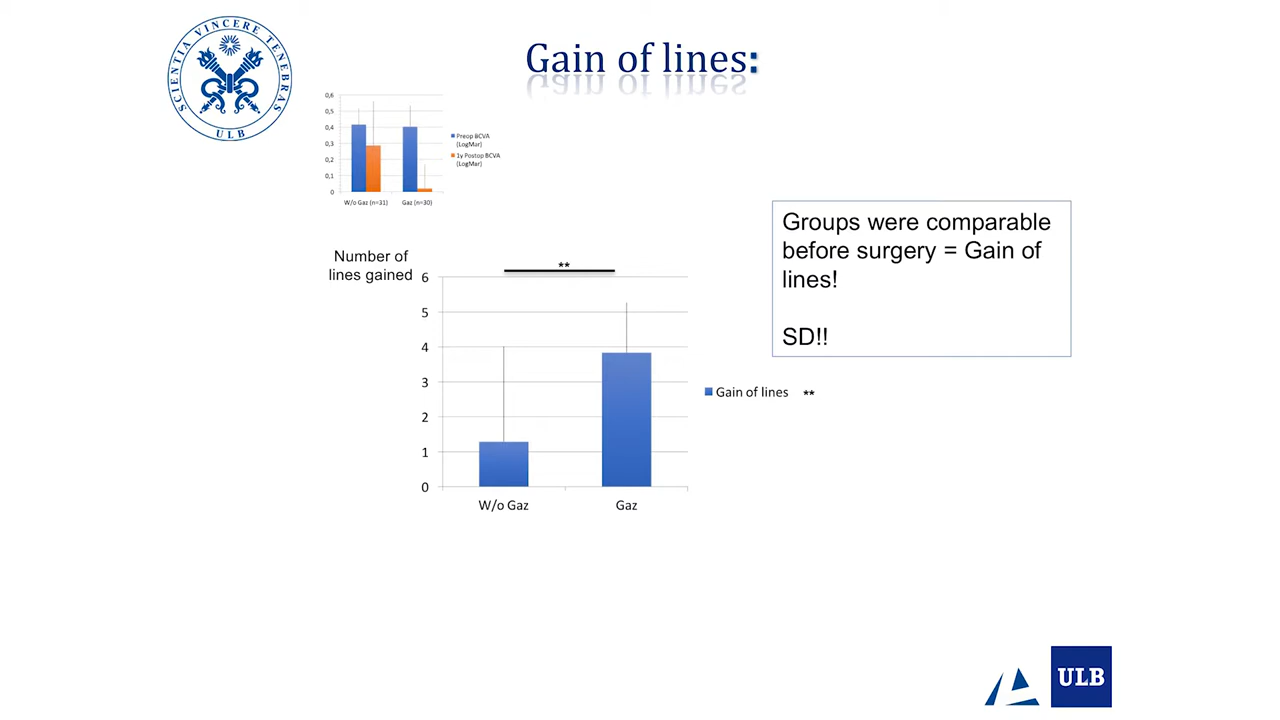 SCIENTIA VINCERE TENEBRAS
ULB
Gain of lines:
0,6
0,5
0,4
0,3
0,2
0,1
0
W/o Gaz (n=31)
Gaz (n=30)
Preop BCVA
(LogMar)
1y Postop BCVA
(LogMar)
Groups were comparable
before surgery = Gain of
lines!
SD!!
Number of
lines gained
**
6
5
4
3
2
1
0
W/o Gaz
Gaz
Gain of lines **
ULB